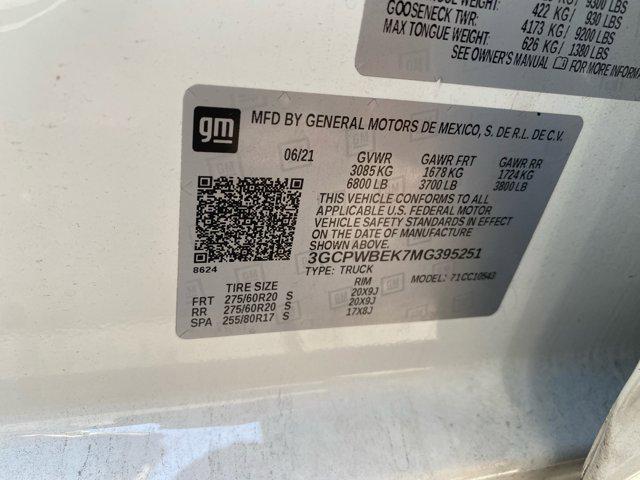 422 KG/ 930 LBS
GOOSENECK TWR: 4173 KG/ 9200 LBS
MAX TONGUE WEIGHT: 626 KG/ 1380 LBS
SEE OWNER'S MANUAL FOR MORE INFORM
gm MFD BY GENERAL MOTORS DE MEXICO, S. DE R.L. DE C.V.
06/21 GVWR GAWR FRT GAWR RR
3085 KG 1678 KG 1724 KG
6800 LB 3700 LB 3800 LB
THIS VEHICLE CONFORMS TO ALL
APPLICABLE U.S. FEDERAL MOTOR
VEHICLE SAFETY STANDARDS IN EFFECT
ON THE DATE OF MANUFACTURE
SHOWN ABOVE.
3GCPWBEK7MG395251
8624 TYPE: TRUCK MODEL: 71CC10543
TIRE SIZE RIM
FRT 275/60R20 S 20X9J
RR 275/60R20 S 20X9J
SPA 255/80R17 S 17X8J